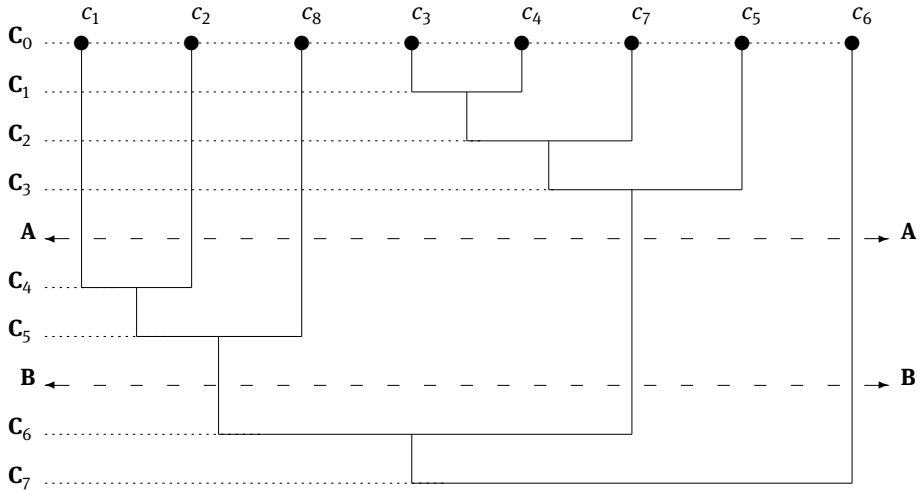 c₁ c₂ c₈ c₃ c₄ c₇ c₅ c₆
C₀
C₁
C₂
C₃
A A
C₄
C₅
B B
C₆
C₇